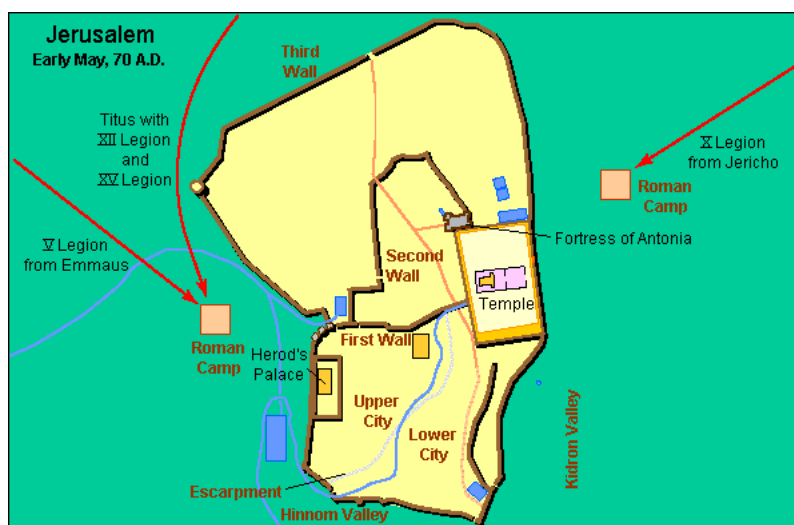 Jerusalem
Early May, 70 A.D.
Third
Wall
Titus with
XII Legion
and
XV Legion
X Legion
from Jericho
Roman
Camp
V Legion
from Emmaus
Fortress of Antonia
Second
Wall
Temple
Roman
Camp
First Wall
Herod's
Palace
Upper
City
Lower
City
Kidron Valley
Escarpment
Hinnom Valley